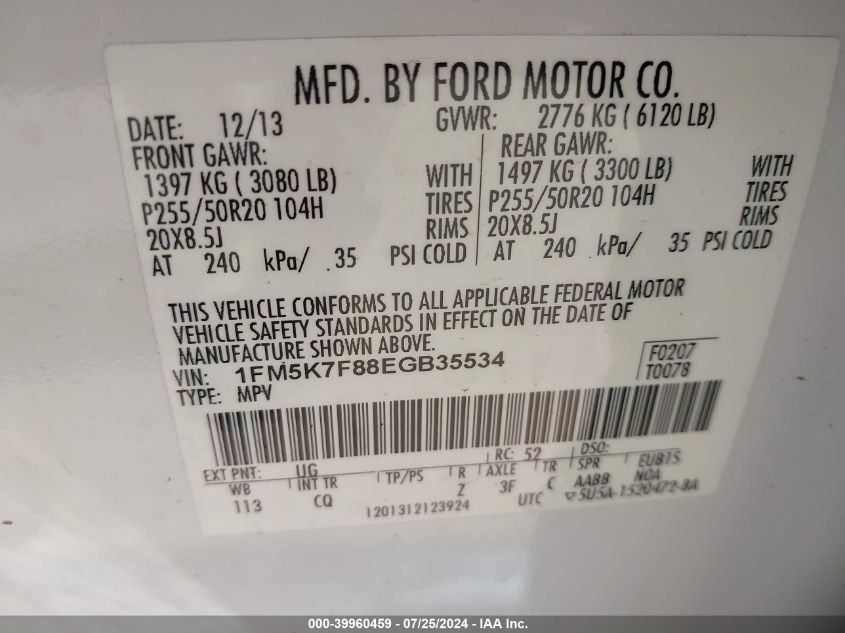 MFD. BY FORD MOTOR CO.
DATE: 12/13 GVWR: 2776 KG ( 6120 LB)
FRONT GAWR: REAR GAWR:
1397 KG ( 3080 LB) WITH 1497 KG ( 3300 LB) WITH
P255/50R20 104H TIRES P255/50R20 104H TIRES
20X8.5J RIMS 20X8.5J RIMS
AT 240 kPa/ .35 PSI COLD AT 240 kPa/ 35 PSI COLD
THIS VEHICLE CONFORMS TO ALL APPLICABLE FEDERAL MOTOR
VEHICLE SAFETY STANDARDS IN EFFECT ON THE DATE OF
MANUFACTURE SHOWN ABOVE.
VIN: 1FM5K7F88EGB35534 F0207
TYPE: MPV T0078
EXT PNT: UG RC: 52 DSO:
WB INT TR TP/PS R AXLE TR SPR EUB1S
113 CQ Z 3F C AABB N0A
1201312123924 UTC ▽5U5A-1520472-BA
000-39960459 - 07/25/2024 - IAA Inc.